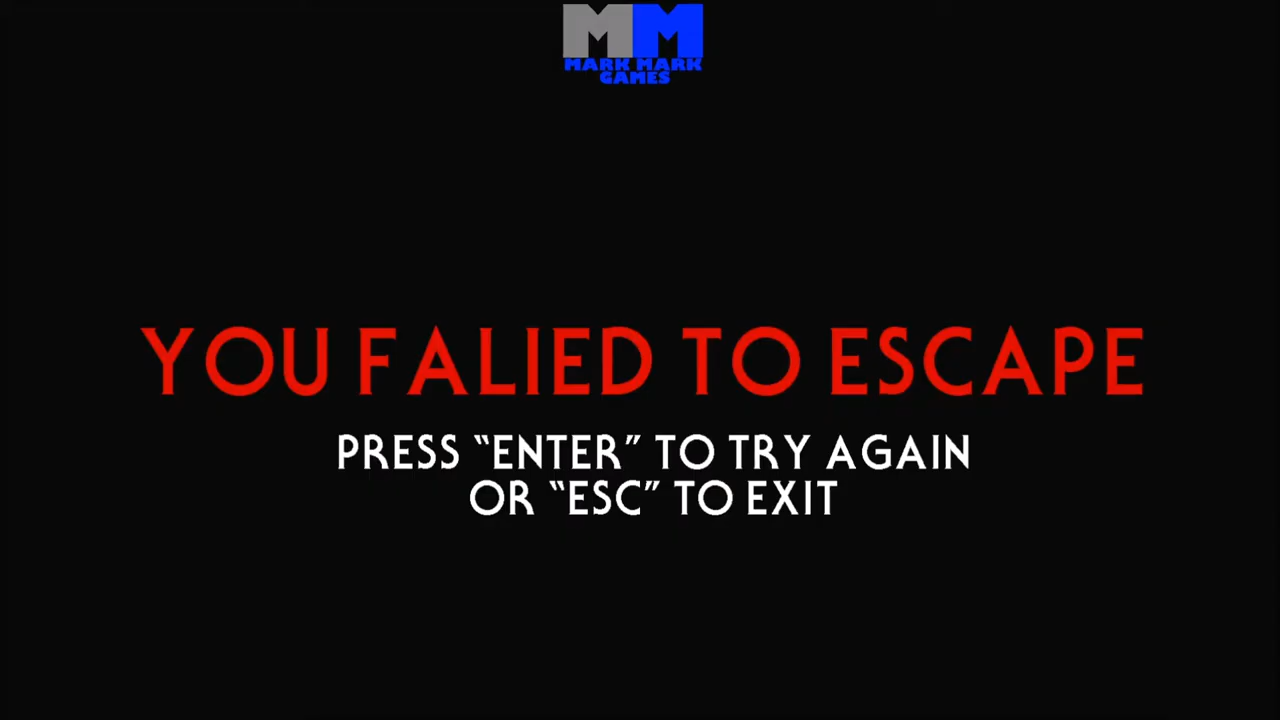 MM
MARK MARK
GAMES
YOU FALIED TO ESCAPE
PRESS “ENTER” TO TRY AGAIN
OR “ESC” TO EXIT